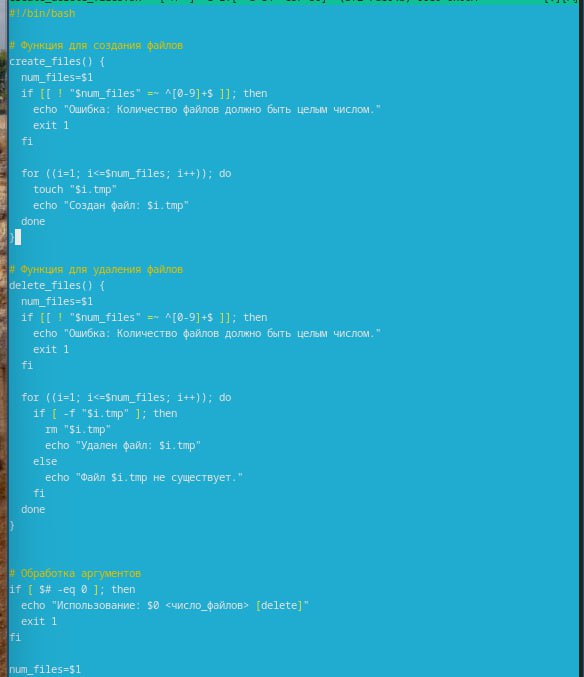 #!/bin/bash
# Функция для создания файлов
create_files() {
  num_files=$1
  if [[ ! "$num_files" =~ ^[0-9]+$ ]]; then
    echo "Ошибка: Количество файлов должно быть целым числом."
    exit 1
  fi
  for ((i=1; i<=$num_files; i++)); do
    touch "$i.tmp"
    echo "Создан файл: $i.tmp"
  done
}
# Функция для удаления файлов
delete_files() {
  num_files=$1
  if [[ ! "$num_files" =~ ^[0-9]+$ ]]; then
    echo "Ошибка: Количество файлов должно быть целым числом."
    exit 1
  fi
  for ((i=1; i<=$num_files; i++)); do
    if [ -f "$i.tmp" ]; then
      rm "$i.tmp"
      echo "Удален файл: $i.tmp"
    else
      echo "Файл $i.tmp не существует."
    fi
  done
}
# Обработка аргументов
if [ $# -eq 0 ]; then
  echo "Использование: $0 <число_файлов> [delete]"
  exit 1
fi
num_files=$1